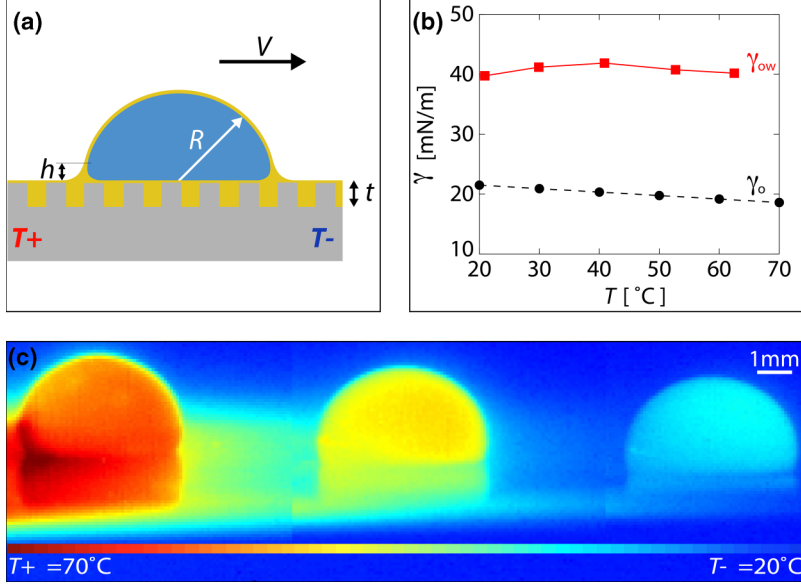 (a)
V
R
h
t
T+
T-
(b)
50
40
30
20
10
γ [mN/m]
γow
γo
20 30 40 50 60 70
T [°C]
(c)
1mm
T+ =70°C
T- =20°C